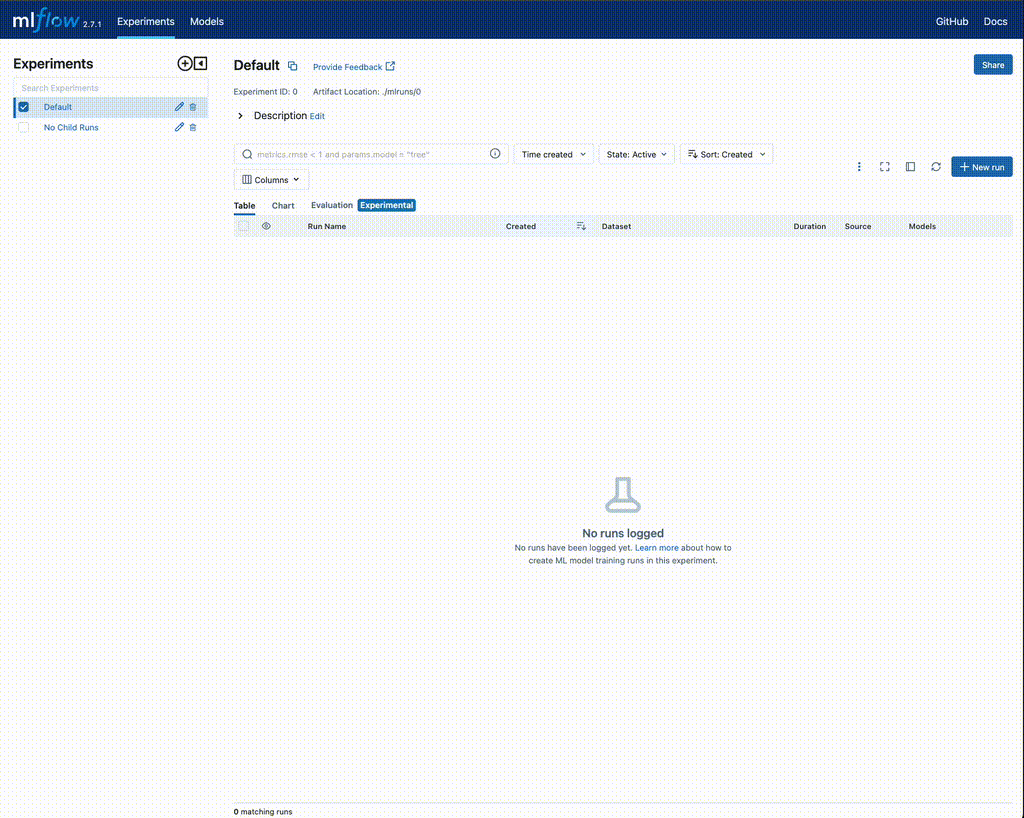 mlflow 2.7.1 Experiments Models GitHub Docs
Experiments
Search Experiments
Default
No Child Runs
Default Provide Feedback Share
Experiment ID: 0 Artifact Location: ./mlruns/0
Description Edit
metrics.rmse < 1 and params.model = "tree" Time created State: Active Sort: Created
Columns
New run
Table Chart Evaluation Experimental
Run Name Created Dataset Duration Source Models
No runs logged
No runs have been logged yet. Learn more about how to
create ML model training runs in this experiment.
0 matching runs